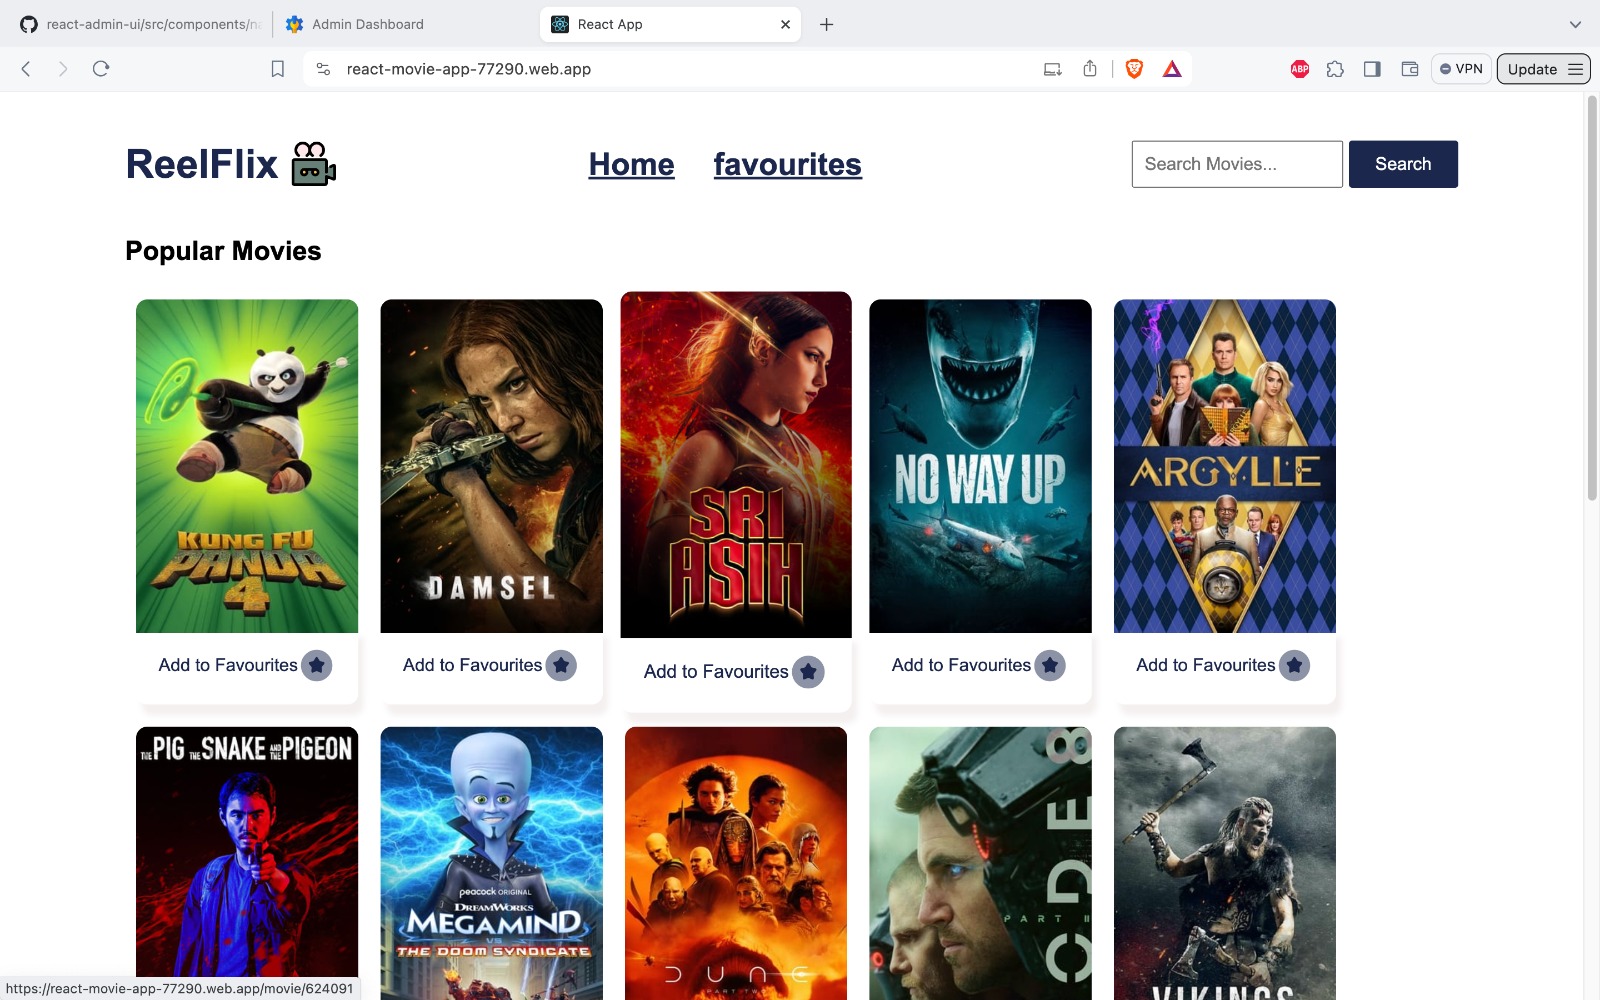 react-admin-ui/src/components/na
Admin Dashboard
React App
react-movie-app-77290.web.app
ABP
VPN
Update
ReelFlix
Home
favourites
Search Movies...
Search
Popular Movies
KUNG FU
PANDA
4
DAMSEL
SRI
ASIH
NO WAY UP
ARGYLLE
Add to Favourites
Add to Favourites
Add to Favourites
Add to Favourites
Add to Favourites
THE PIG THE SNAKE AND THE PIGEON
peacock ORIGINAL
DREAMWORKS
MEGAMIND
VS
THE DOOM SYNDICATE
DUNE
PART TWO
CODE 8
PART II
VIKINGS
https://react-movie-app-77290.web.app/movie/624091